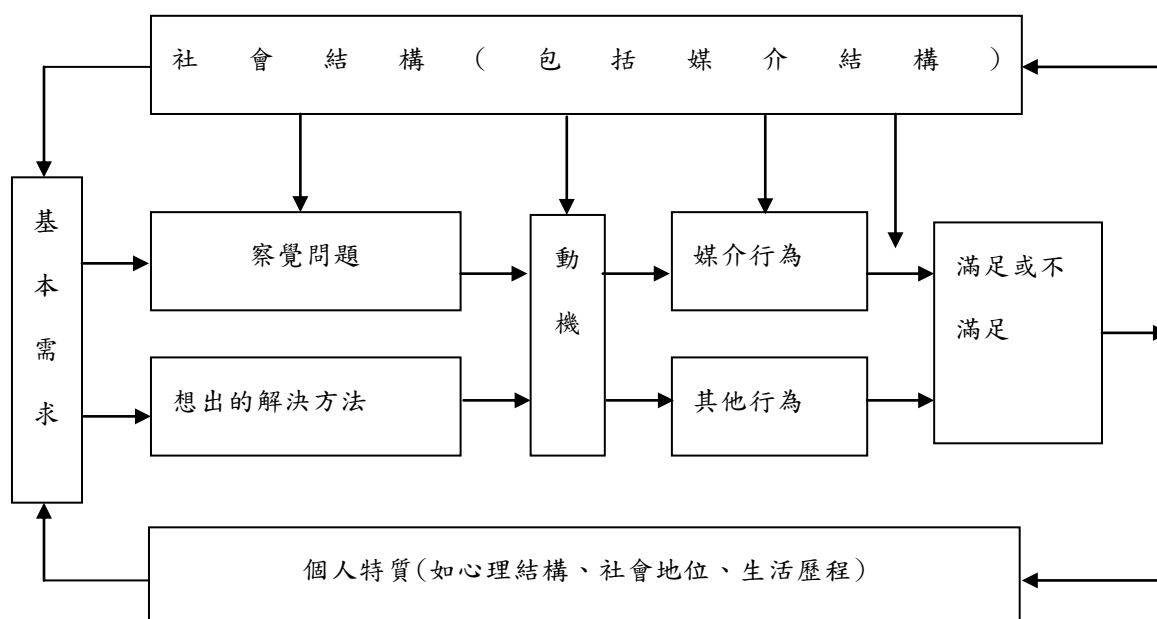 社會結構(包括媒介結構)
基本需求
察覺問題
動機
媒介行為
滿足或不
滿足
想出的解決方法
其他行為
個人特質(如心理結構、社會地位、生活歷程)